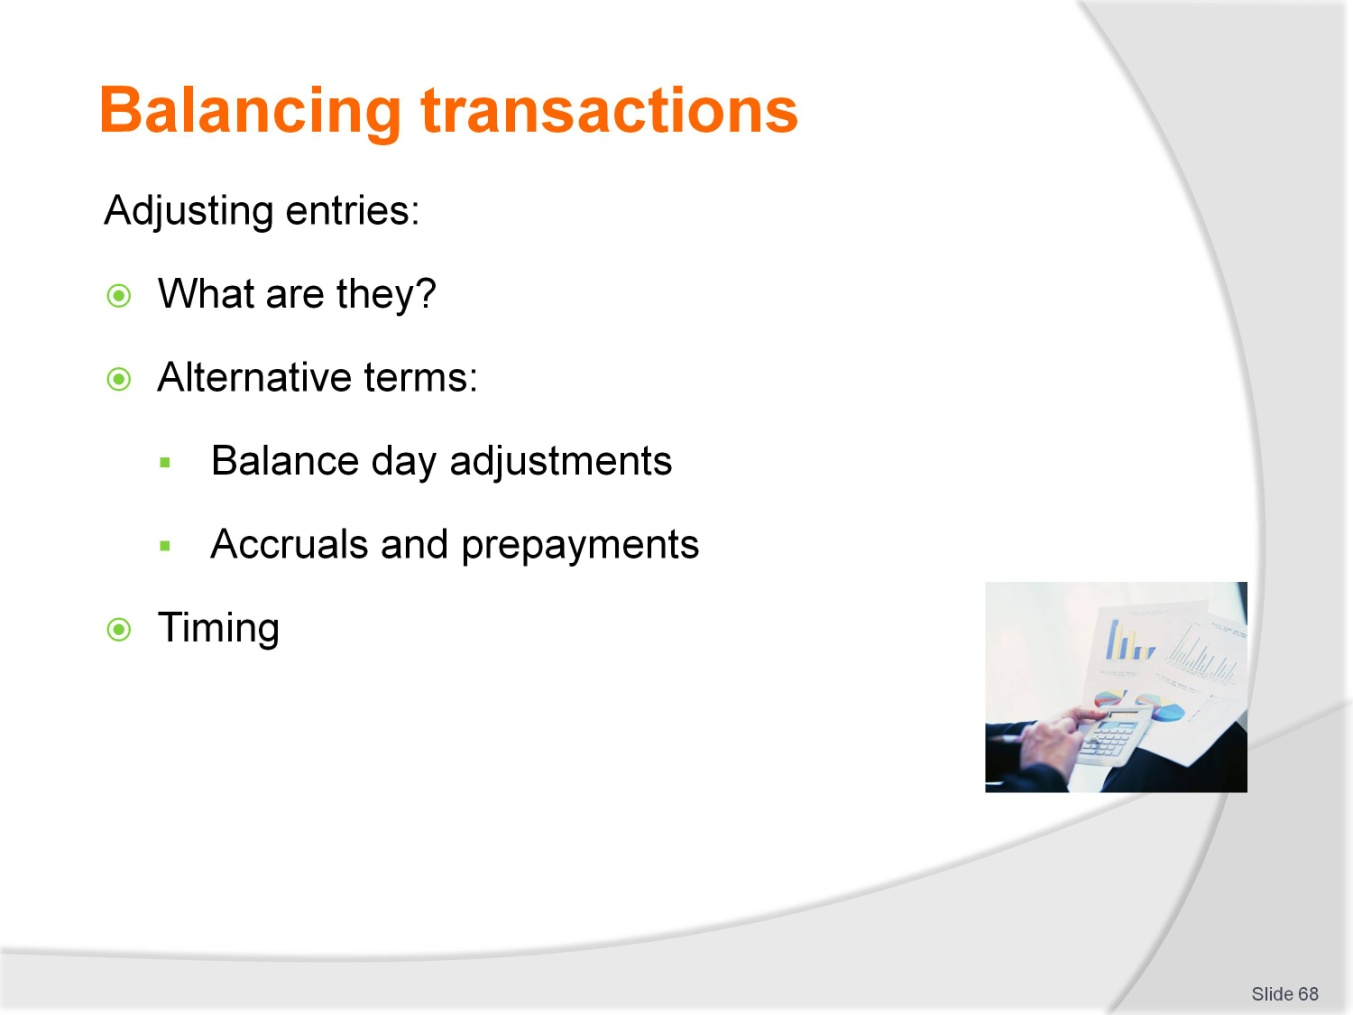 Balancing transactions
Adjusting entries:
What are they?
Alternative terms:
Balance day adjustments
Accruals and prepayments
Timing
Slide 68